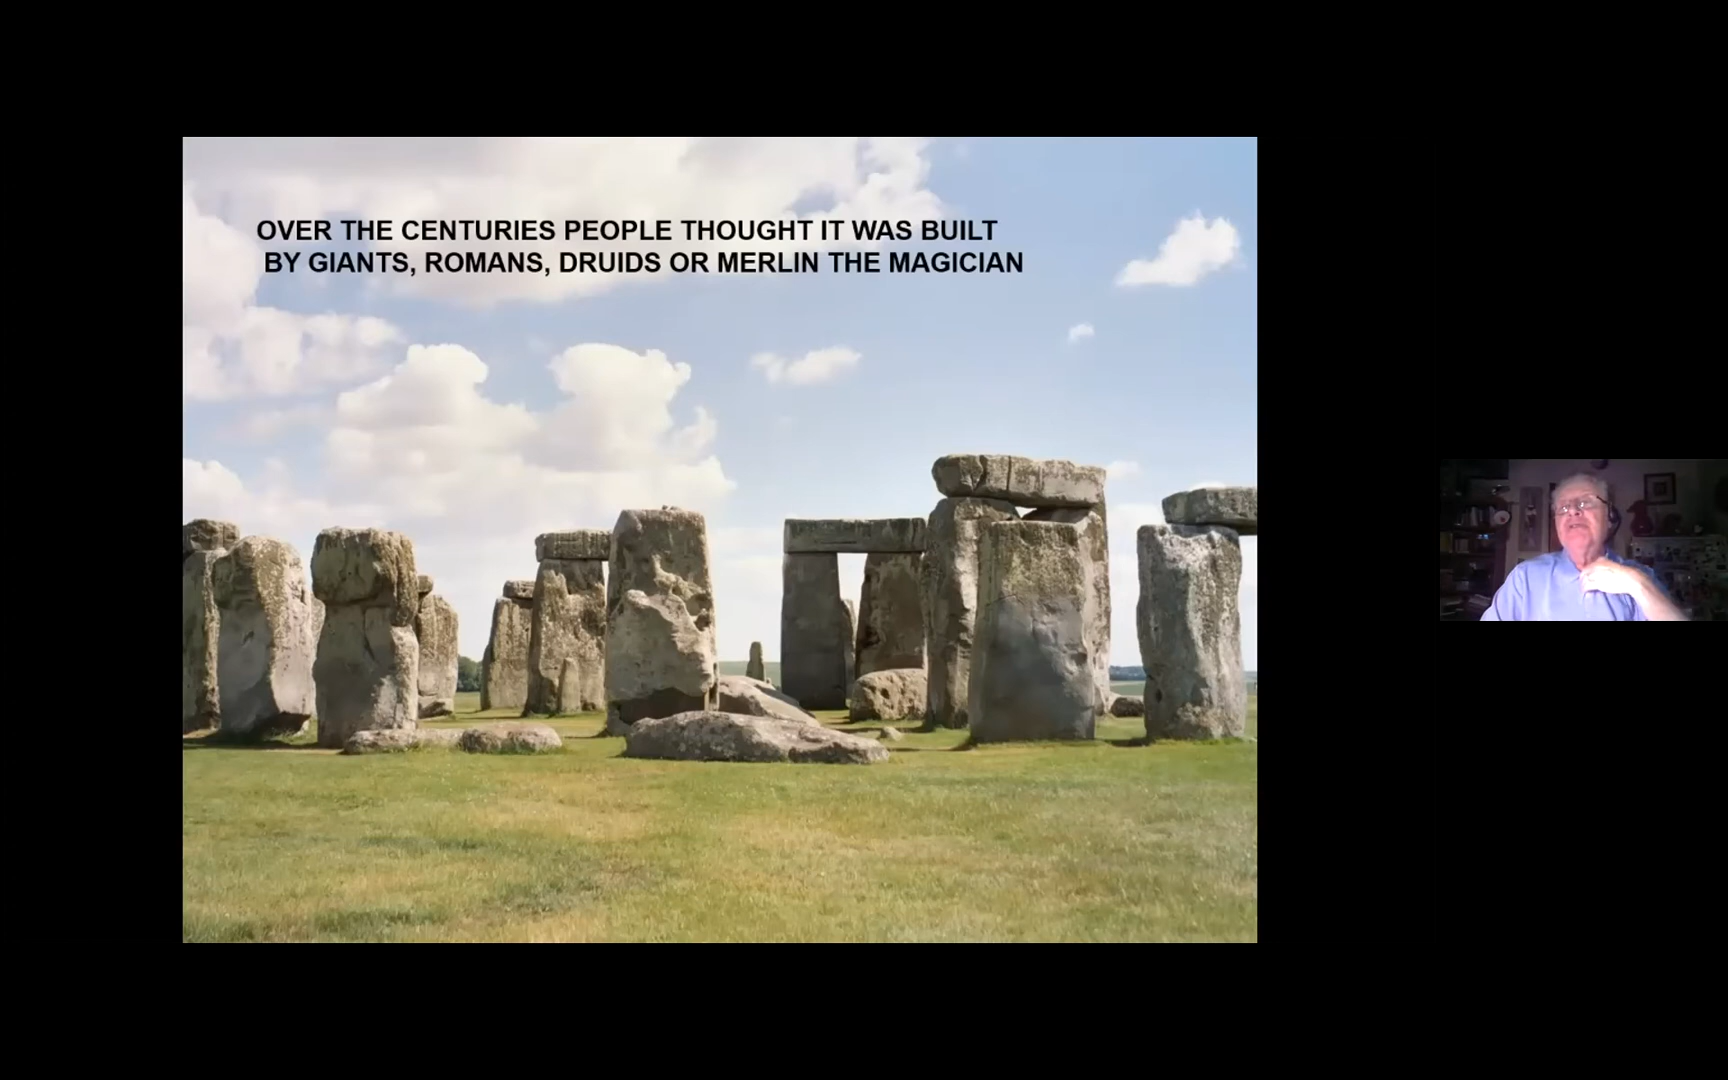 OVER THE CENTURIES PEOPLE THOUGHT IT WAS BUILT
BY GIANTS, ROMANS, DRUIDS OR MERLIN THE MAGICIAN